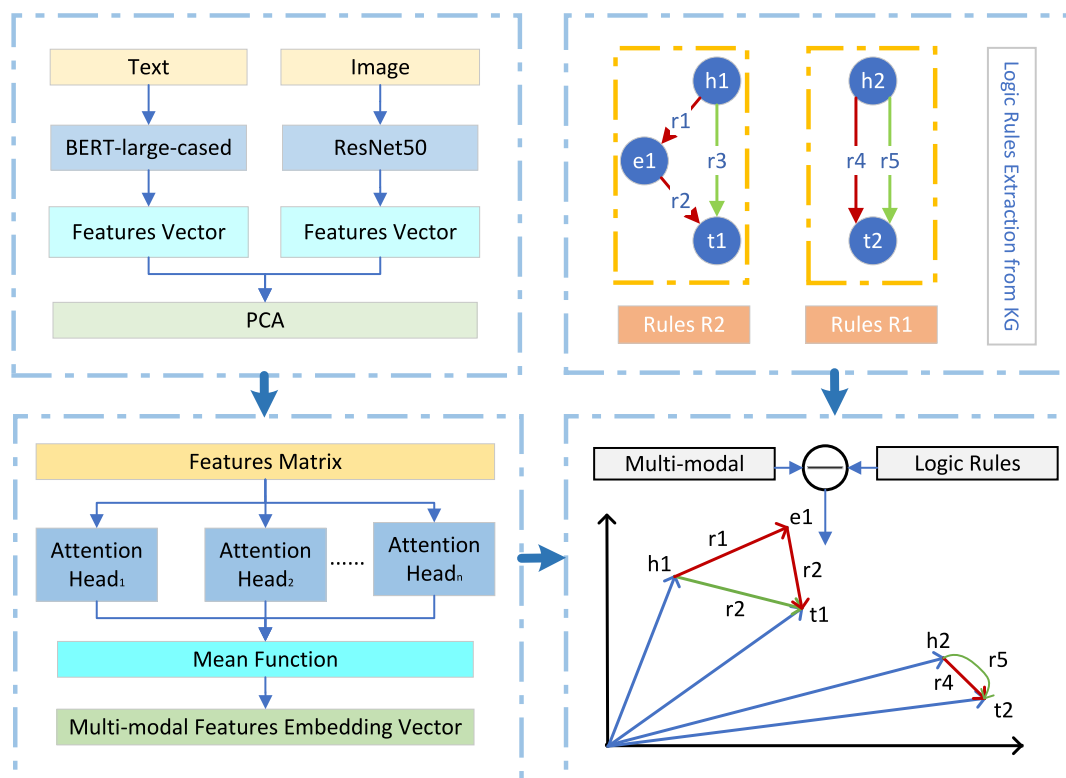 Text
Image
BERT-large-cased
ResNet50
Features Vector
Features Vector
PCA
h1
r1
e1
r3
r2
t1
h2
r4
r5
t2
Rules R2
Rules R1
Logic Rules Extraction from KG
Features Matrix
Attention
Head1
Attention
Head2
......
Attention
Headn
Mean Function
Multi-modal Features Embedding Vector
Multi-modal
Logic Rules
e1
r1
h1
r2
r2
t1
h2
r5
r4
t2